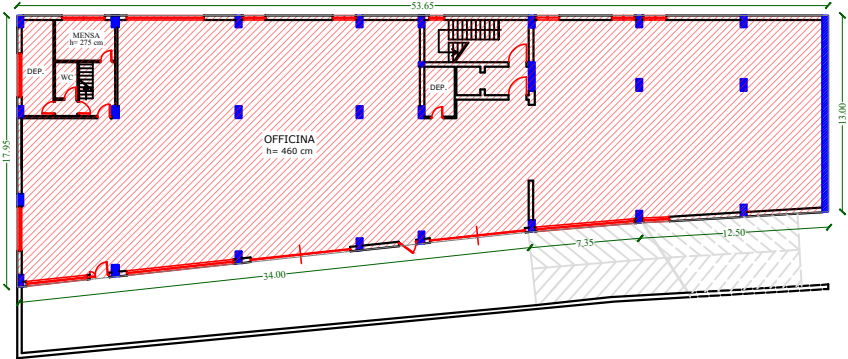 53.65
MENSA
h= 275 cm
DEP.
WC
DEP.
13.00
17.95
OFFICINA
h= 460 cm
34.00
7.35
12.50